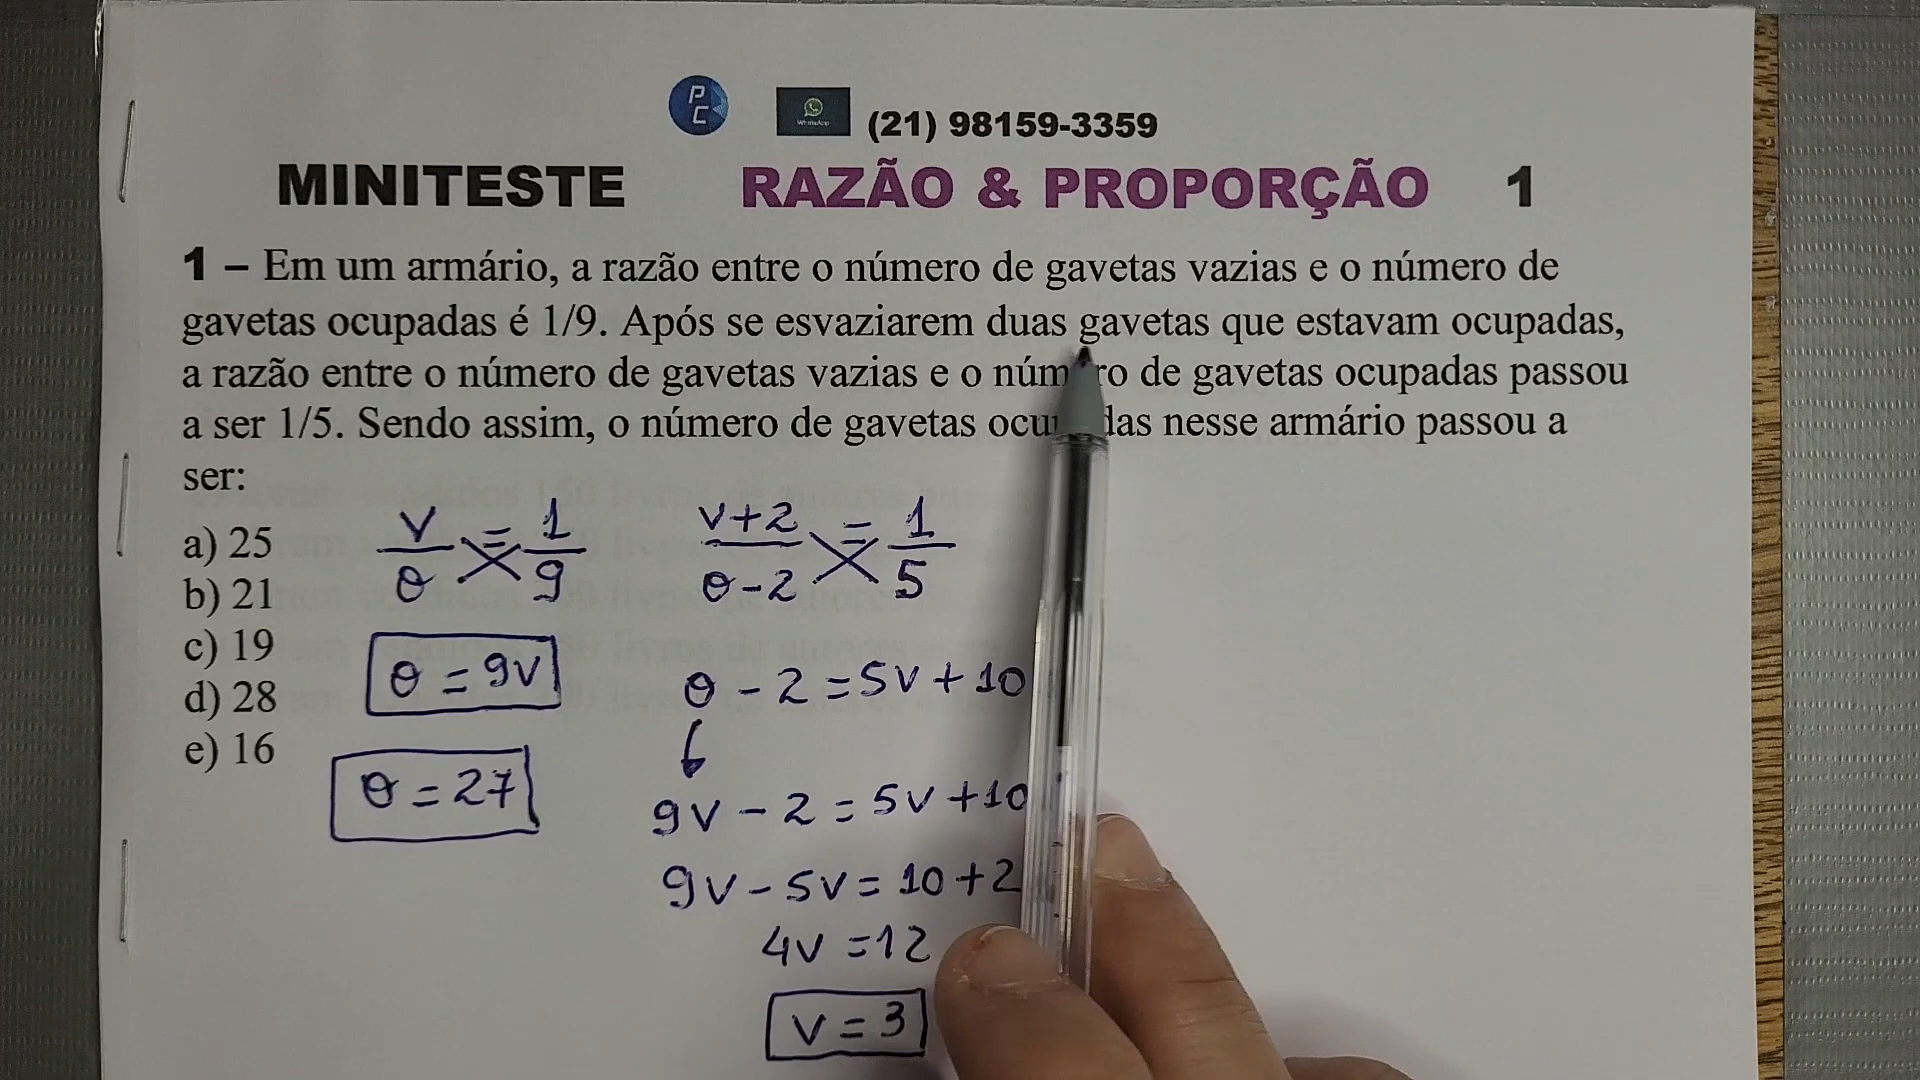 PC WhatsApp (21) 98159-3359
MINITESTE RAZÃO & PROPORÇÃO 1
1 – Em um armário, a razão entre o número de gavetas vazias e o número de
gavetas ocupadas é 1/9. Após se esvaziarem duas gavetas que estavam ocupadas,
a razão entre o número de gavetas vazias e o núm ro de gavetas ocupadas passou
a ser 1/5. Sendo assim, o número de gavetas ocu das nesse armário passou a
ser:
a) 25
b) 21
c) 19
d) 28
e) 16
V/θ = 1/9
θ = 9V
θ = 27
V+2/θ-2 = 1/5
θ - 2 = 5V + 10
9V - 2 = 5V + 10
9V - 5V = 10 + 2
4V = 12
V = 3